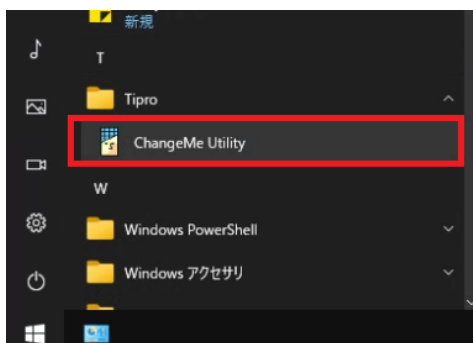 新規
T
Tipro
ChangeMe Utility
W
Windows PowerShell
Windows アクセサリ